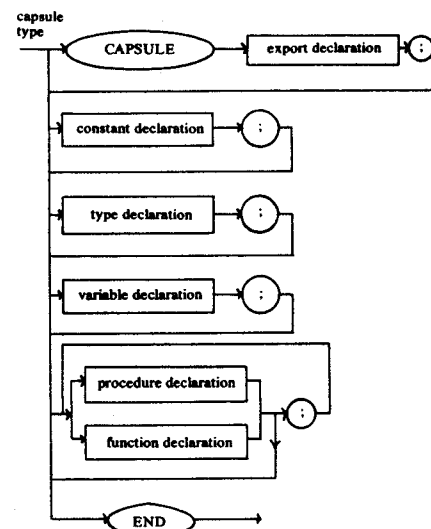 capsule
type
CAPSULE export declaration ;
constant declaration ;
type declaration ;
variable declaration ;
procedure declaration
;
function declaration
END